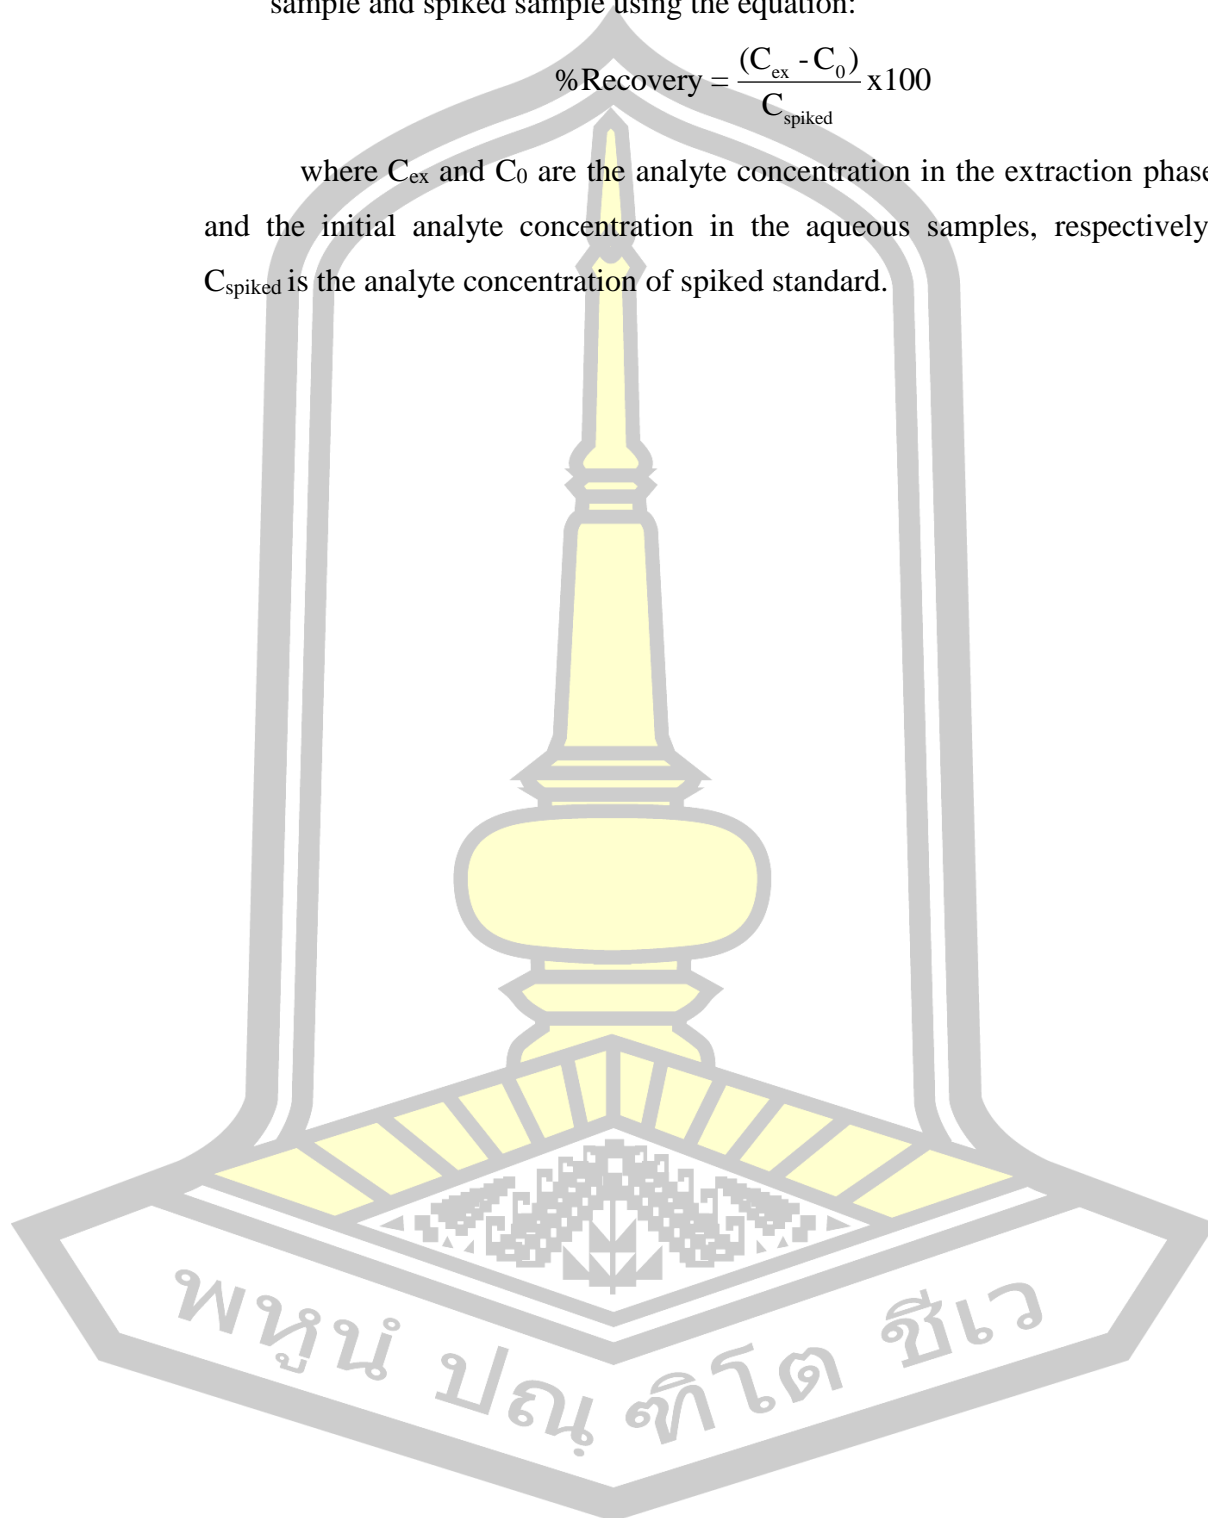 sample and spiked sample using the equation:
%Recovery = (C_ex - C_0) / C_spiked x100
where C_ex and C_0 are the analyte concentration in the extraction phase
and the initial analyte concentration in the aqueous samples, respectively
C_spiked is the analyte concentration of spiked standard.
พหูนํ ปณฺฑิโต ชีเว